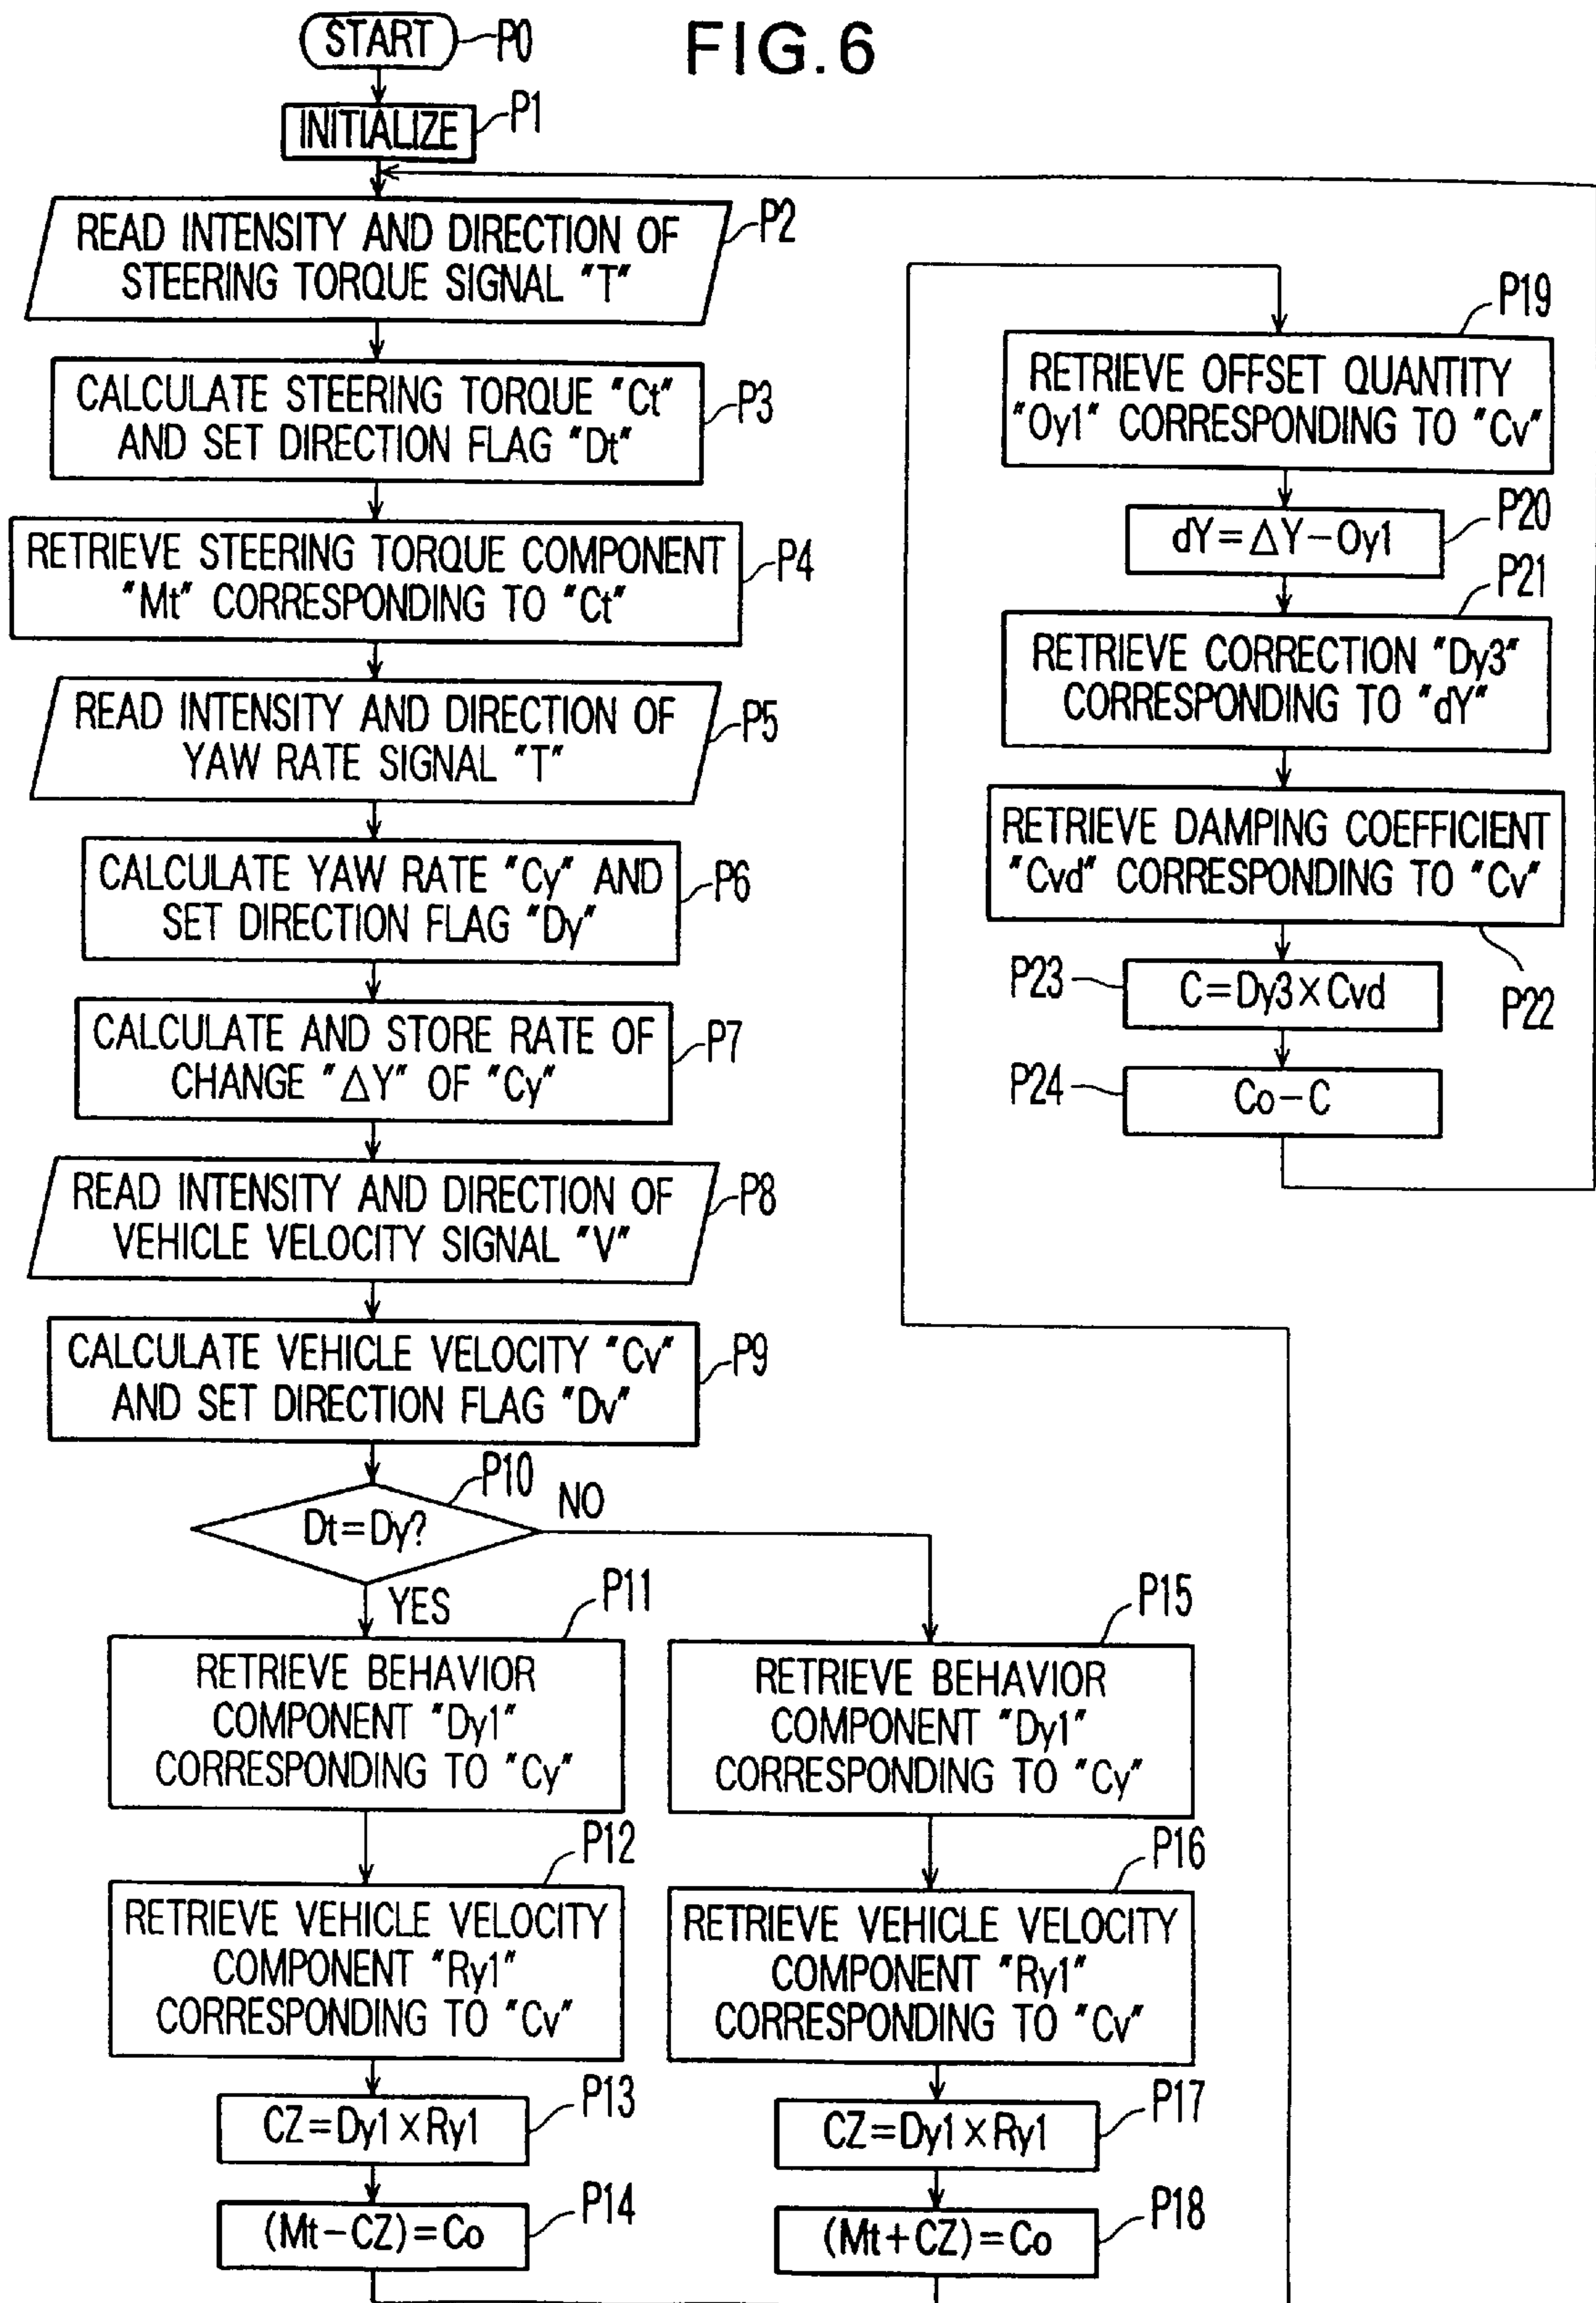 FIG.6
START
P0
INITIALIZE
P1
READ INTENSITY AND DIRECTION OF
STEERING TORQUE SIGNAL "T"
P2
CALCULATE STEERING TORQUE "Ct"
AND SET DIRECTION FLAG "Dt"
P3
RETRIEVE STEERING TORQUE COMPONENT
"Mt" CORRESPONDING TO "Ct"
P4
READ INTENSITY AND DIRECTION OF
YAW RATE SIGNAL "T"
P5
CALCULATE YAW RATE "Cy" AND
SET DIRECTION FLAG "Dy"
P6
CALCULATE AND STORE RATE OF
CHANGE "ΔY" OF "Cy"
P7
READ INTENSITY AND DIRECTION OF
VEHICLE VELOCITY SIGNAL "V"
P8
CALCULATE VEHICLE VELOCITY "Cv"
AND SET DIRECTION FLAG "Dv"
P9
Dt=Dy?
P10
NO
YES
P11
RETRIEVE BEHAVIOR
COMPONENT "Dy1"
CORRESPONDING TO "Cy"
P12
RETRIEVE VEHICLE VELOCITY
COMPONENT "Ry1"
CORRESPONDING TO "Cv"
P13
CZ=Dy1×Ry1
P14
(Mt-CZ)=Co
P15
RETRIEVE BEHAVIOR
COMPONENT "Dy1"
CORRESPONDING TO "Cy"
P16
RETRIEVE VEHICLE VELOCITY
COMPONENT "Ry1"
CORRESPONDING TO "Cv"
P17
CZ=Dy1×Ry1
P18
(Mt+CZ)=Co
P19
RETRIEVE OFFSET QUANTITY
"Oy1" CORRESPONDING TO "Cv"
P20
dY=ΔY-Oy1
P21
RETRIEVE CORRECTION "Dy3"
CORRESPONDING TO "dY"
RETRIEVE DAMPING COEFFICIENT
"Cvd" CORRESPONDING TO "Cv"
P22
P23
C=Dy3×Cvd
P24
Co-C